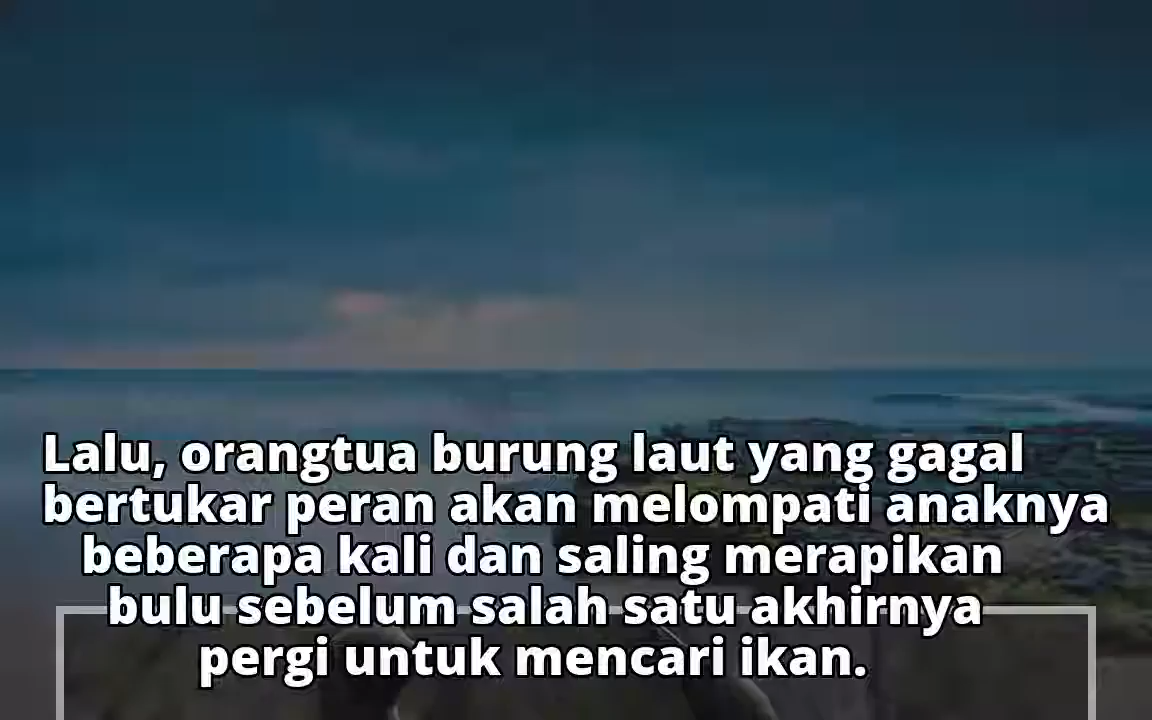 Lalu, orangtua burung laut yang gagal
bertukar peran akan melompati anaknya
beberapa kali dan saling merapikan
bulu sebelum salah satu akhirnya
pergi untuk mencari ikan.